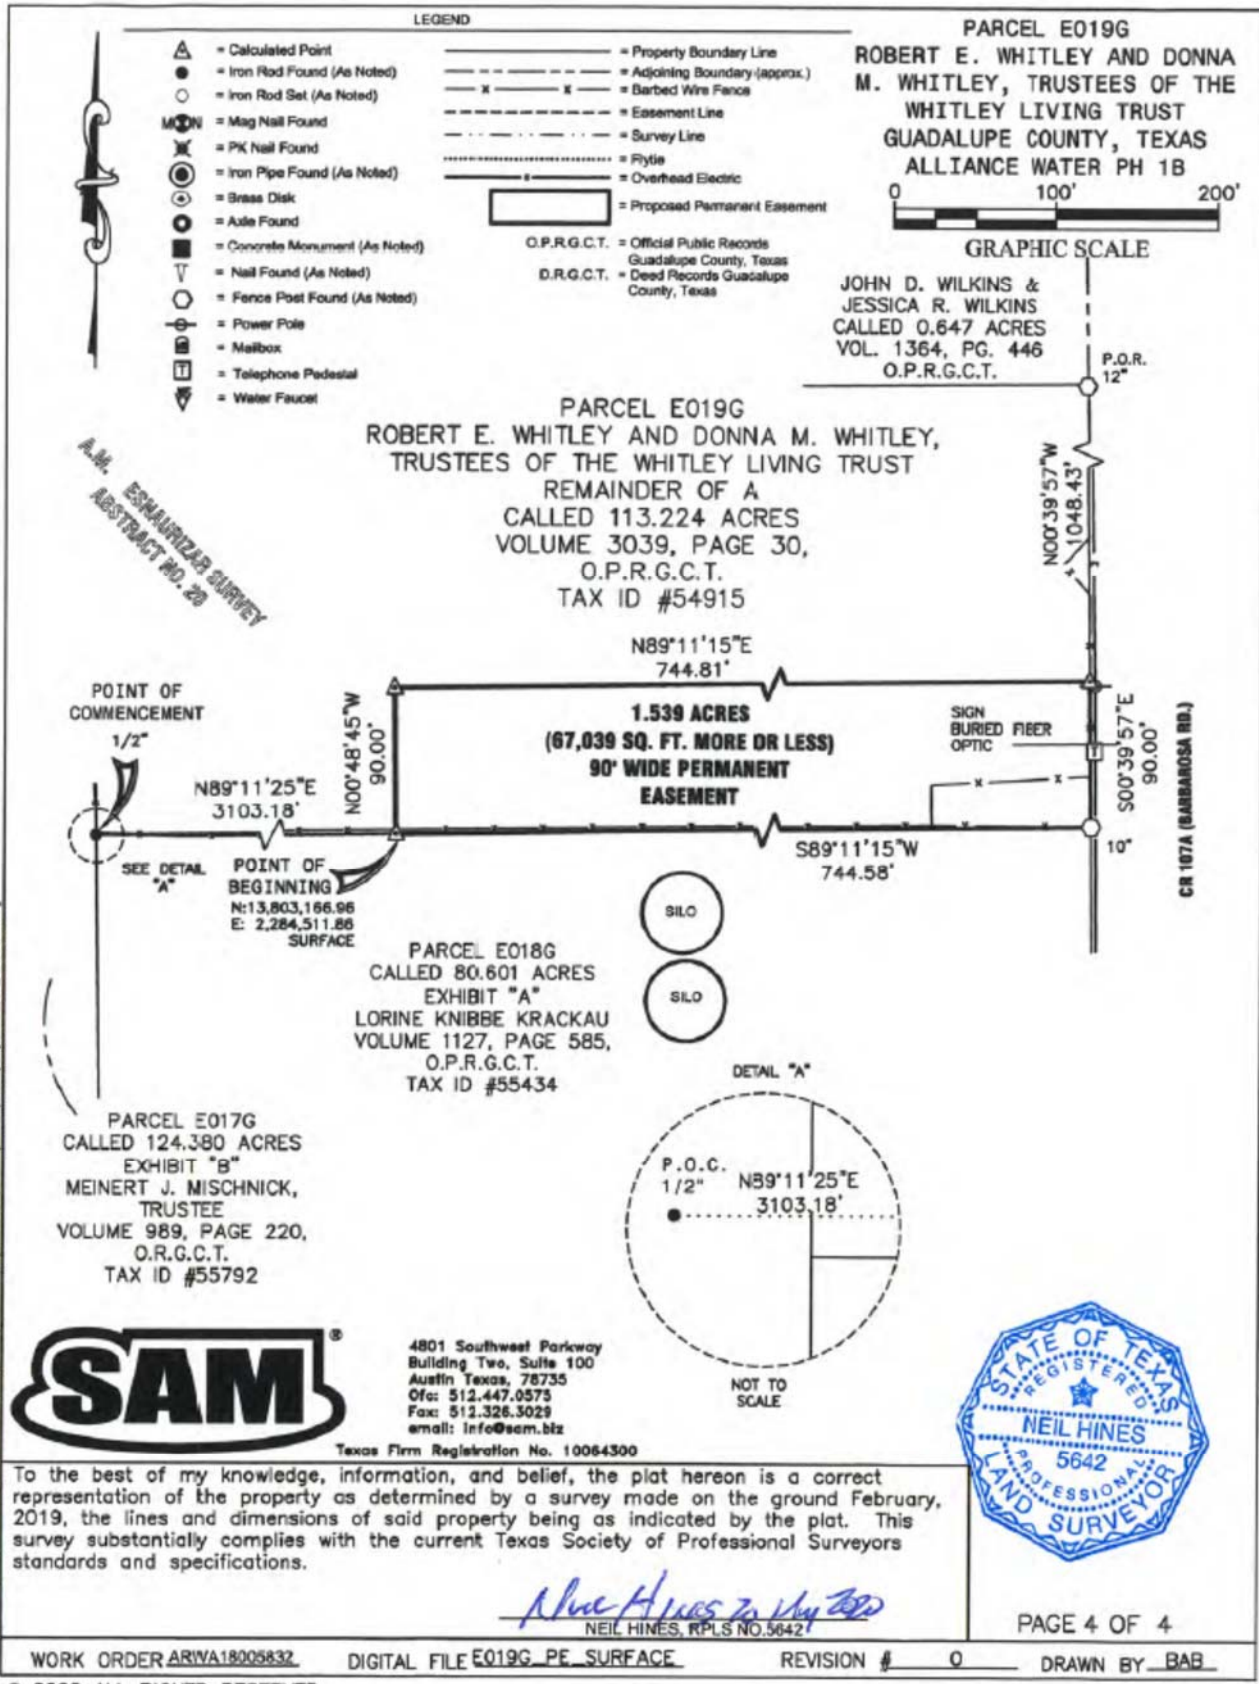 LEGEND
= Calculated Point
= Iron Rod Found (As Noted)
= Iron Rod Set (As Noted)
= Mag Nail Found
= PK Nail Found
= Iron Pipe Found (As Noted)
= Brass Disk
= Axle Found
= Concrete Monument (As Noted)
= Nail Found (As Noted)
= Fence Post Found (As Noted)
= Power Pole
= Mailbox
= Telephone Pedestal
= Water Faucet
= Property Boundary Line
= Adjoining Boundary (approx.)
= Barbed Wire Fence
= Easement Line
= Survey Line
= Flytie
= Overhead Electric
= Proposed Permanent Easement
O.P.R.G.C.T. = Official Public Records
Guadalupe County, Texas
D.R.G.C.T. = Deed Records Guadalupe
County, Texas
PARCEL E019G
ROBERT E. WHITLEY AND DONNA
M. WHITLEY, TRUSTEES OF THE
WHITLEY LIVING TRUST
GUADALUPE COUNTY, TEXAS
ALLIANCE WATER PH 1B
0 100' 200'
GRAPHIC SCALE
JOHN D. WILKINS &
JESSICA R. WILKINS
CALLED 0.647 ACRES
VOL. 1364, PG. 446
O.P.R.G.C.T.
P.O.R.
12"
N00°39'57"W
1048.43'
PARCEL E019G
ROBERT E. WHITLEY AND DONNA M. WHITLEY,
TRUSTEES OF THE WHITLEY LIVING TRUST
REMAINDER OF A
CALLED 113.224 ACRES
VOLUME 3039, PAGE 30,
O.P.R.G.C.T.
TAX ID #54915
A.M. ESNAURIZAR SURVEY
ABSTRACT NO. 20
N89°11'15"E
744.81'
POINT OF
COMMENCEMENT
1/2"
N89°11'25"E
3103.18'
N00°48'45"W
90.00'
1.539 ACRES
(67,039 SQ. FT. MORE OR LESS)
90' WIDE PERMANENT
EASEMENT
SIGN
BURIED FIBER
OPTIC
T
S00°39'57"E
90.00'
CR 107A (BARBAROSA RD.)
10"
S89°11'15"W
744.58'
SEE DETAIL
"A"
POINT OF
BEGINNING
N:13,803,166.96
E: 2,284,511.86
SURFACE
SILO
SILO
PARCEL E018G
CALLED 80.601 ACRES
EXHIBIT "A"
LORINE KNIBBE KRACKAU
VOLUME 1127, PAGE 585,
O.P.R.G.C.T.
TAX ID #55434
PARCEL E017G
CALLED 124.380 ACRES
EXHIBIT "B"
MEINERT J. MISCHNICK,
TRUSTEE
VOLUME 989, PAGE 220,
O.R.G.C.T.
TAX ID #55792
DETAIL "A"
P.O.C.
1/2"
N89°11'25"E
3103.18'
NOT TO
SCALE
SAM®
4801 Southwest Parkway
Building Two, Suite 100
Austin Texas, 78735
Ofc: 512.447.0575
Fax: 512.326.3029
email: info@sam.biz
Texas Firm Registration No. 10064300
STATE OF TEXAS
REGISTERED
NEIL HINES
5642
PROFESSIONAL
LAND SURVEYOR
To the best of my knowledge, information, and belief, the plat hereon is a correct
representation of the property as determined by a survey made on the ground February,
2019, the lines and dimensions of said property being as indicated by the plat. This
survey substantially complies with the current Texas Society of Professional Surveyors
standards and specifications.
Hines 20 May 2020
NEIL HINES, RPLS NO.5642
PAGE 4 OF 4
WORK ORDER ARWA18005832 DIGITAL FILE E019G_PE_SURFACE REVISION # 0 DRAWN BY BAB